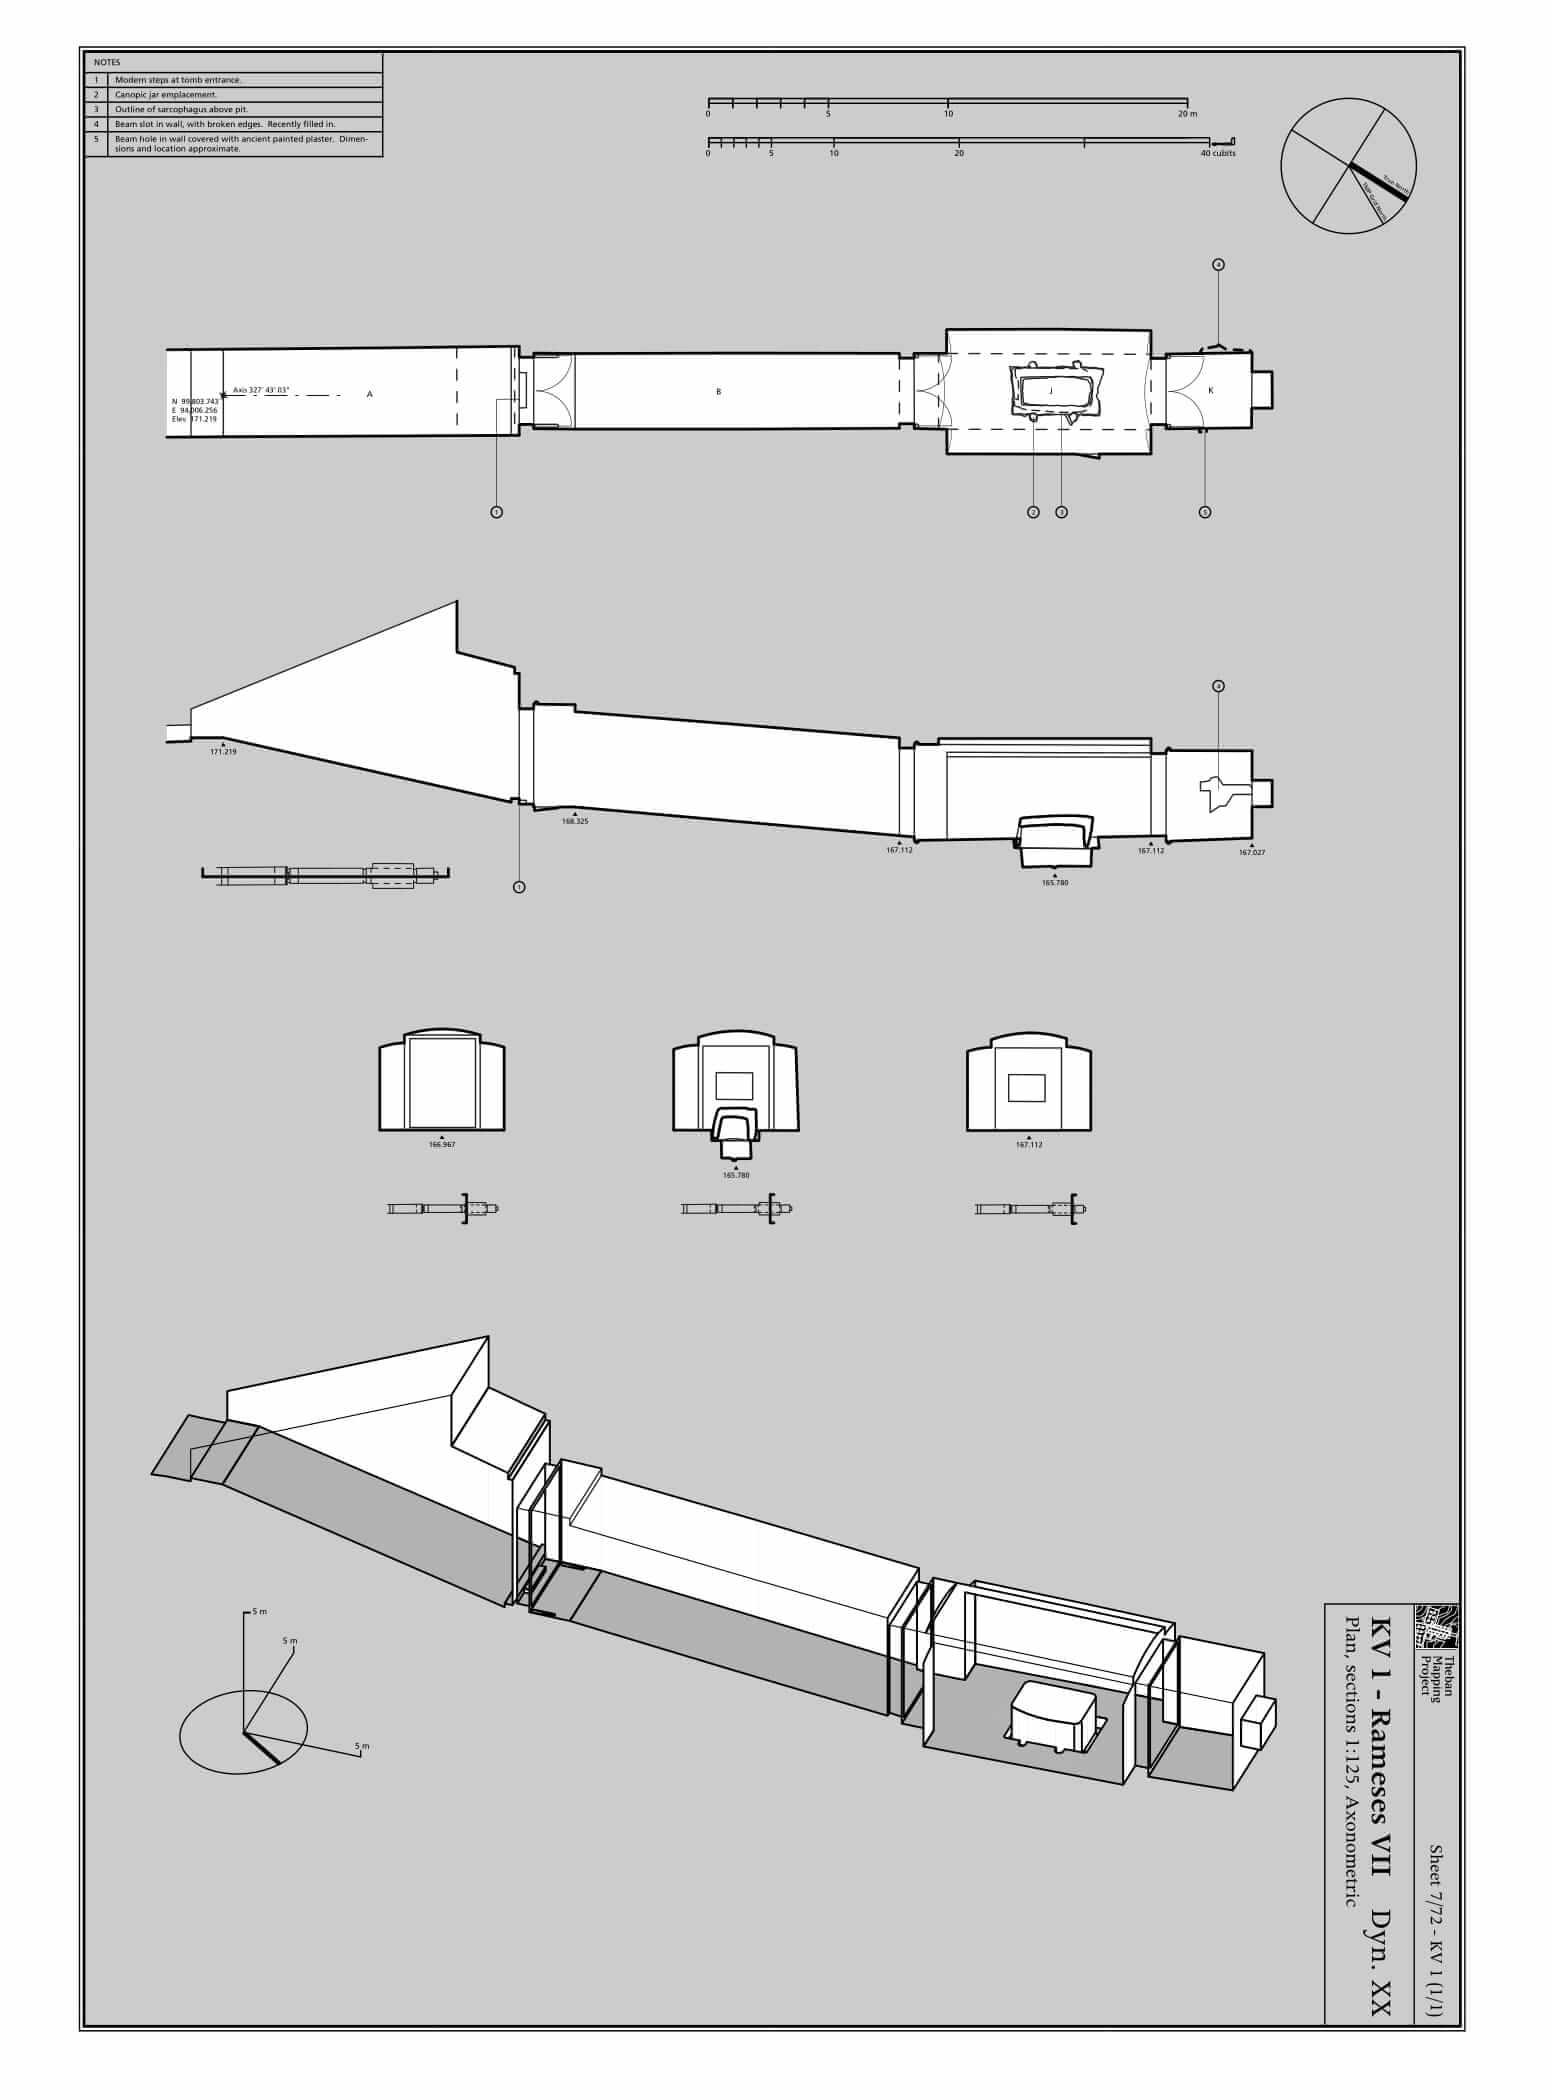 NOTES
1 Modern steps at tomb entrance.
2 Canopic jar emplacement.
3 Outline of sarcophagus above pit.
4 Beam slot in wall, with broken edges. Recently filled in.
5 Beam hole in wall covered with ancient painted plaster. Dimen-
sions and location approximate.
0 5 10 20 m
0 5 10 20 40 cubits
True North
TMP Grid North
4
Axis 327° 43' 03"
N 99,803.743
E 94,006.256
Elev. 171.219
A
B
J
K
1
2
3
5
4
171.219
168.325
167.112
167.112
167.027
165.780
1
166.967
165.780
167.112
5 m
5 m
5 m
Theban
Mapping
Project
Sheet 7/72 - KV 1 (1/1)
KV 1 - Rameses VII Dyn. XX
Plan, sections 1:125, Axonometric